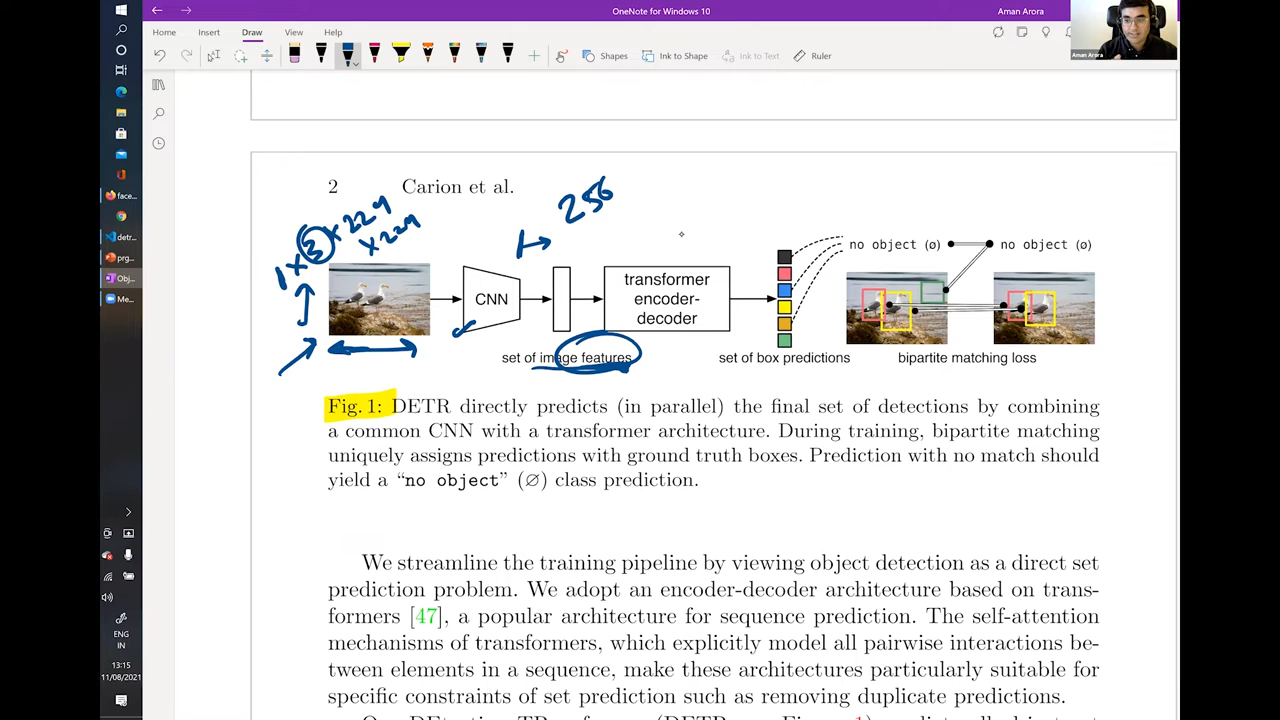 OneNote for Windows 10
Aman Arora
Home Insert Draw View Help
Shapes Ink to Shape Ink to Text Ruler
Aman Arora
face...
detr...
prg...
Obj...
Me...
ENG
IN
13:15
11/08/2021
2 Carion et al.
1 x 3 x 224
x 224
256
CNN
transformer
encoder-
decoder
no object (ø) no object (ø)
set of image features set of box predictions bipartite matching loss
Fig. 1: DETR directly predicts (in parallel) the final set of detections by combining
a common CNN with a transformer architecture. During training, bipartite matching
uniquely assigns predictions with ground truth boxes. Prediction with no match should
yield a “no object” (∅) class prediction.
We streamline the training pipeline by viewing object detection as a direct set
prediction problem. We adopt an encoder-decoder architecture based on trans-
formers [47], a popular architecture for sequence prediction. The self-attention
mechanisms of transformers, which explicitly model all pairwise interactions be-
tween elements in a sequence, make these architectures particularly suitable for
specific constraints of set prediction such as removing duplicate predictions.